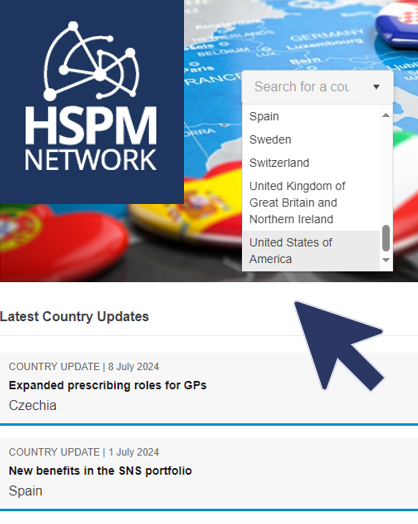 HSPM
NETWORK
GERMANY
Luxembourg
Paris
FRANCE
Search for a cou
Spain
Sweden
Switzerland
United Kingdom of
Great Britain and
Northern Ireland
United States of
America
Latest Country Updates
COUNTRY UPDATE | 8 July 2024
Expanded prescribing roles for GPs
Czechia
COUNTRY UPDATE | 1 July 2024
New benefits in the SNS portfolio
Spain